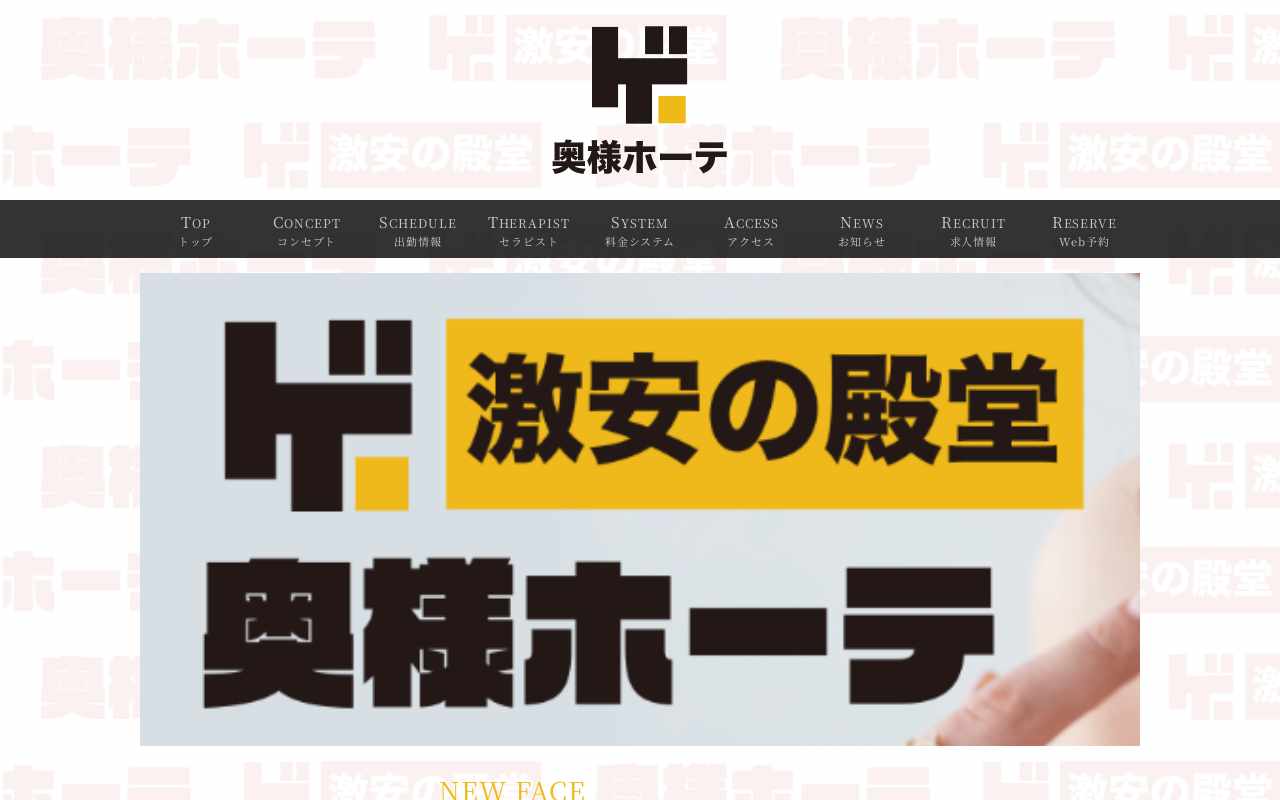 ゲ
奥様ホーテ
TOP
トップ
CONCEPT
コンセプト
SCHEDULE
出勤情報
THERAPIST
セラピスト
SYSTEM
料金システム
ACCESS
アクセス
NEWS
お知らせ
RECRUIT
求人情報
RESERVE
Web予約
ゲ 激安の殿堂
奥様ホーテ
NEW FACE